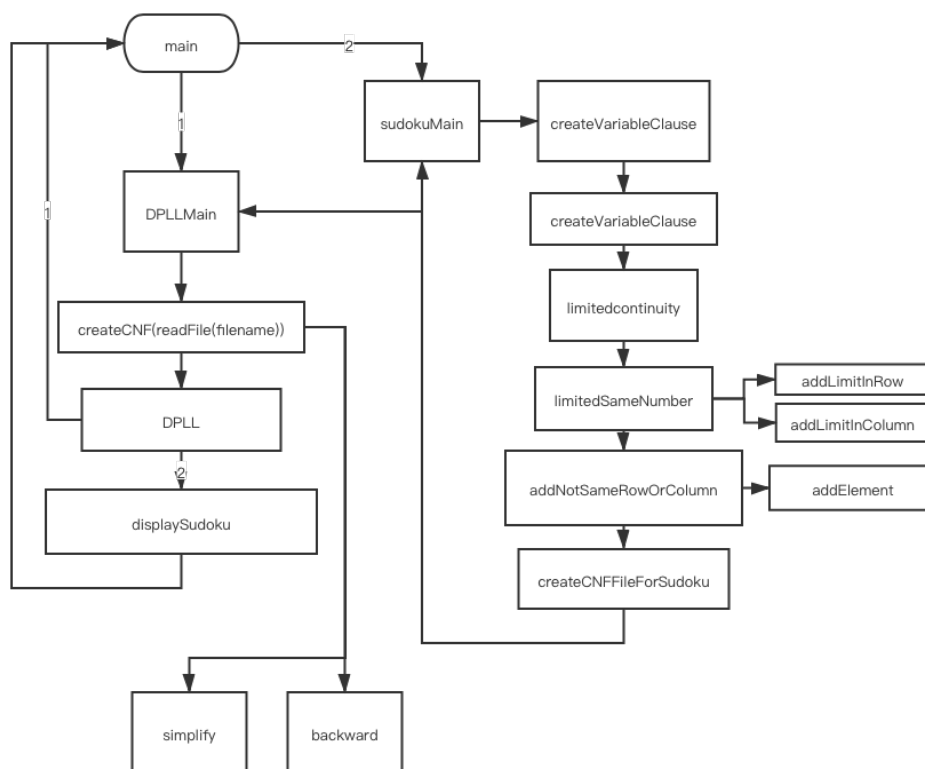 main
2
1
sudokuMain
createVariableClause
DPLLMain
1
createVariableClause
limitedcontinuity
createCNF(readFile(filename))
limitedSameNumber
addLimitInRow
addLimitInColumn
DPLL
2
addNotSameRowOrColumn
addElement
displaySudoku
createCNFFileForSudoku
simplify
backward